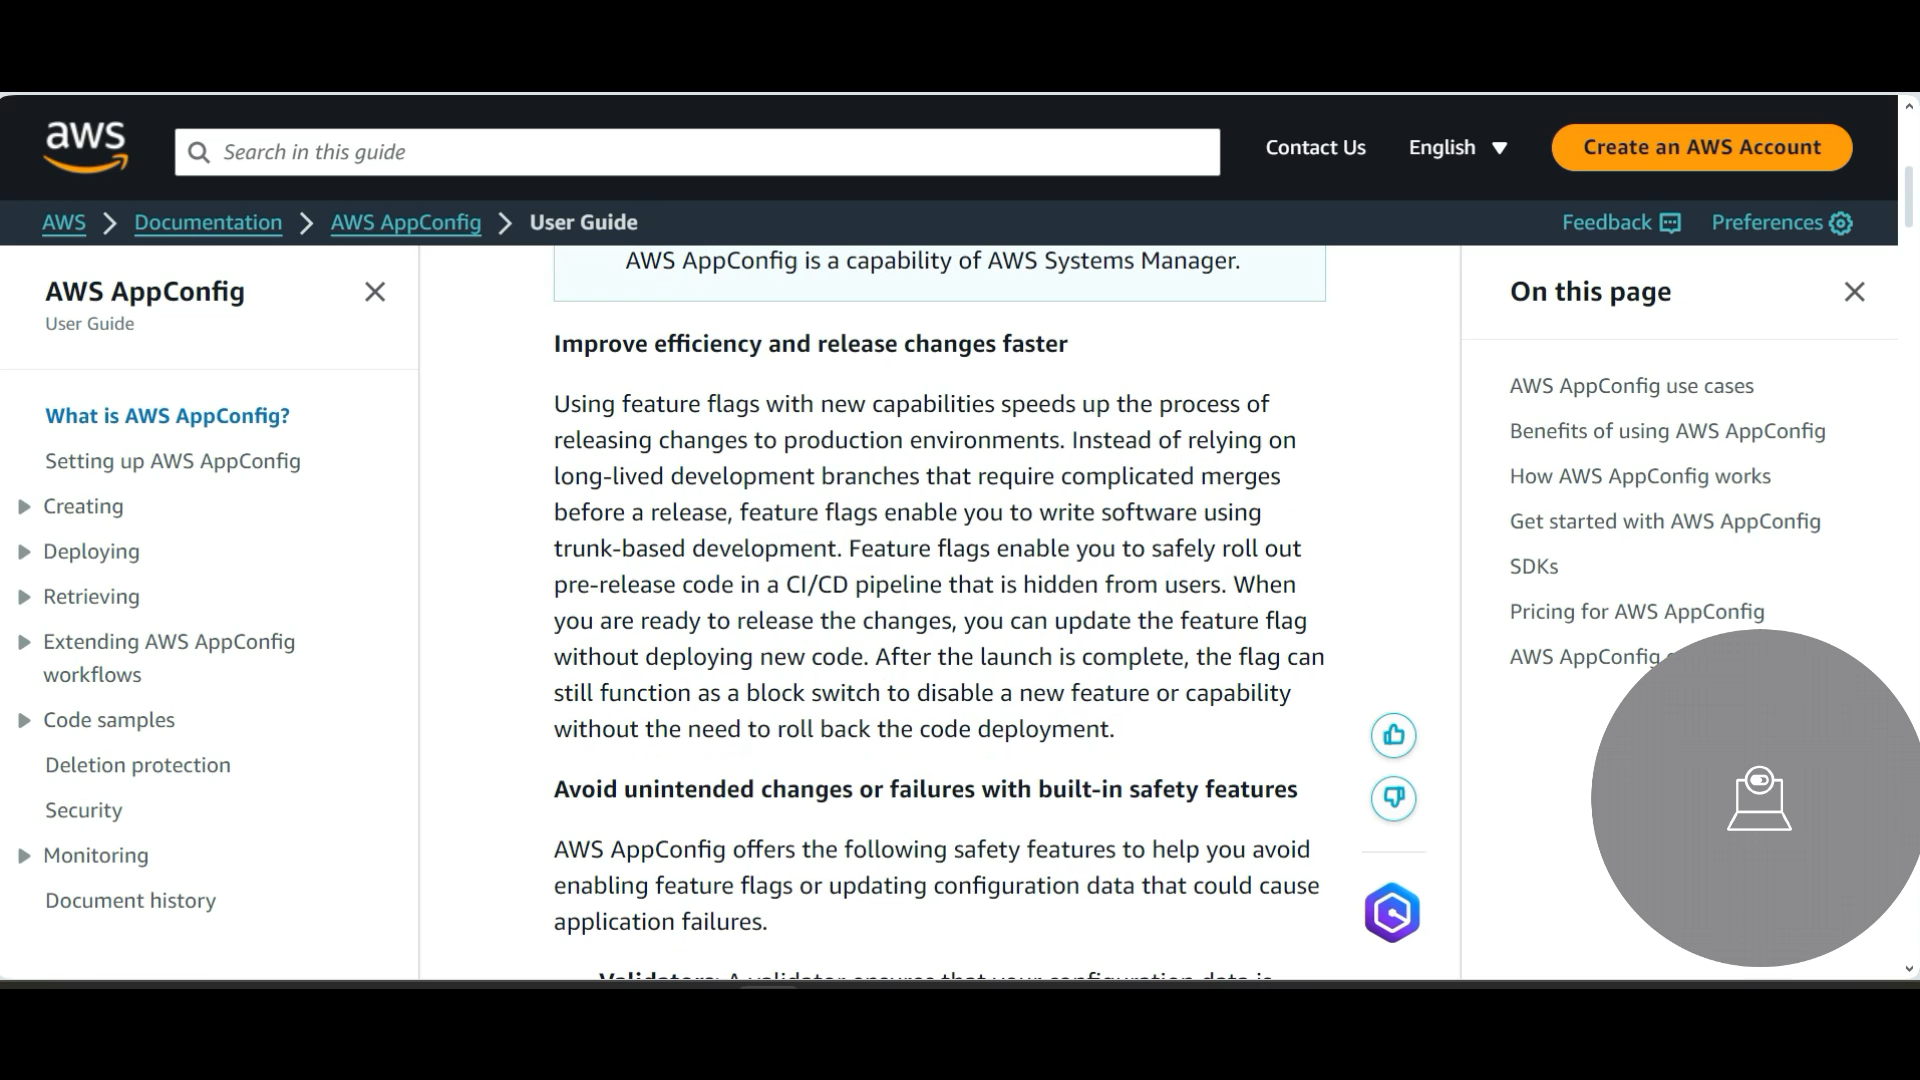 aws
Search in this guide
Contact Us
English
Create an AWS Account
AWS
Documentation
AWS AppConfig
User Guide
Feedback
Preferences
AWS AppConfig
User Guide
What is AWS AppConfig?
Setting up AWS AppConfig
Creating
Deploying
Retrieving
Extending AWS AppConfig
workflows
Code samples
Deletion protection
Security
Monitoring
Document history
AWS AppConfig is a capability of AWS Systems Manager.
Improve efficiency and release changes faster
Using feature flags with new capabilities speeds up the process of
releasing changes to production environments. Instead of relying on
long-lived development branches that require complicated merges
before a release, feature flags enable you to write software using
trunk-based development. Feature flags enable you to safely roll out
pre-release code in a CI/CD pipeline that is hidden from users. When
you are ready to release the changes, you can update the feature flag
without deploying new code. After the launch is complete, the flag can
still function as a block switch to disable a new feature or capability
without the need to roll back the code deployment.
Avoid unintended changes or failures with built-in safety features
AWS AppConfig offers the following safety features to help you avoid
enabling feature flags or updating configuration data that could cause
application failures.
Validators: A validator ensures that your configuration data is
On this page
AWS AppConfig use cases
Benefits of using AWS AppConfig
How AWS AppConfig works
Get started with AWS AppConfig
SDKs
Pricing for AWS AppConfig
AWS AppConfig